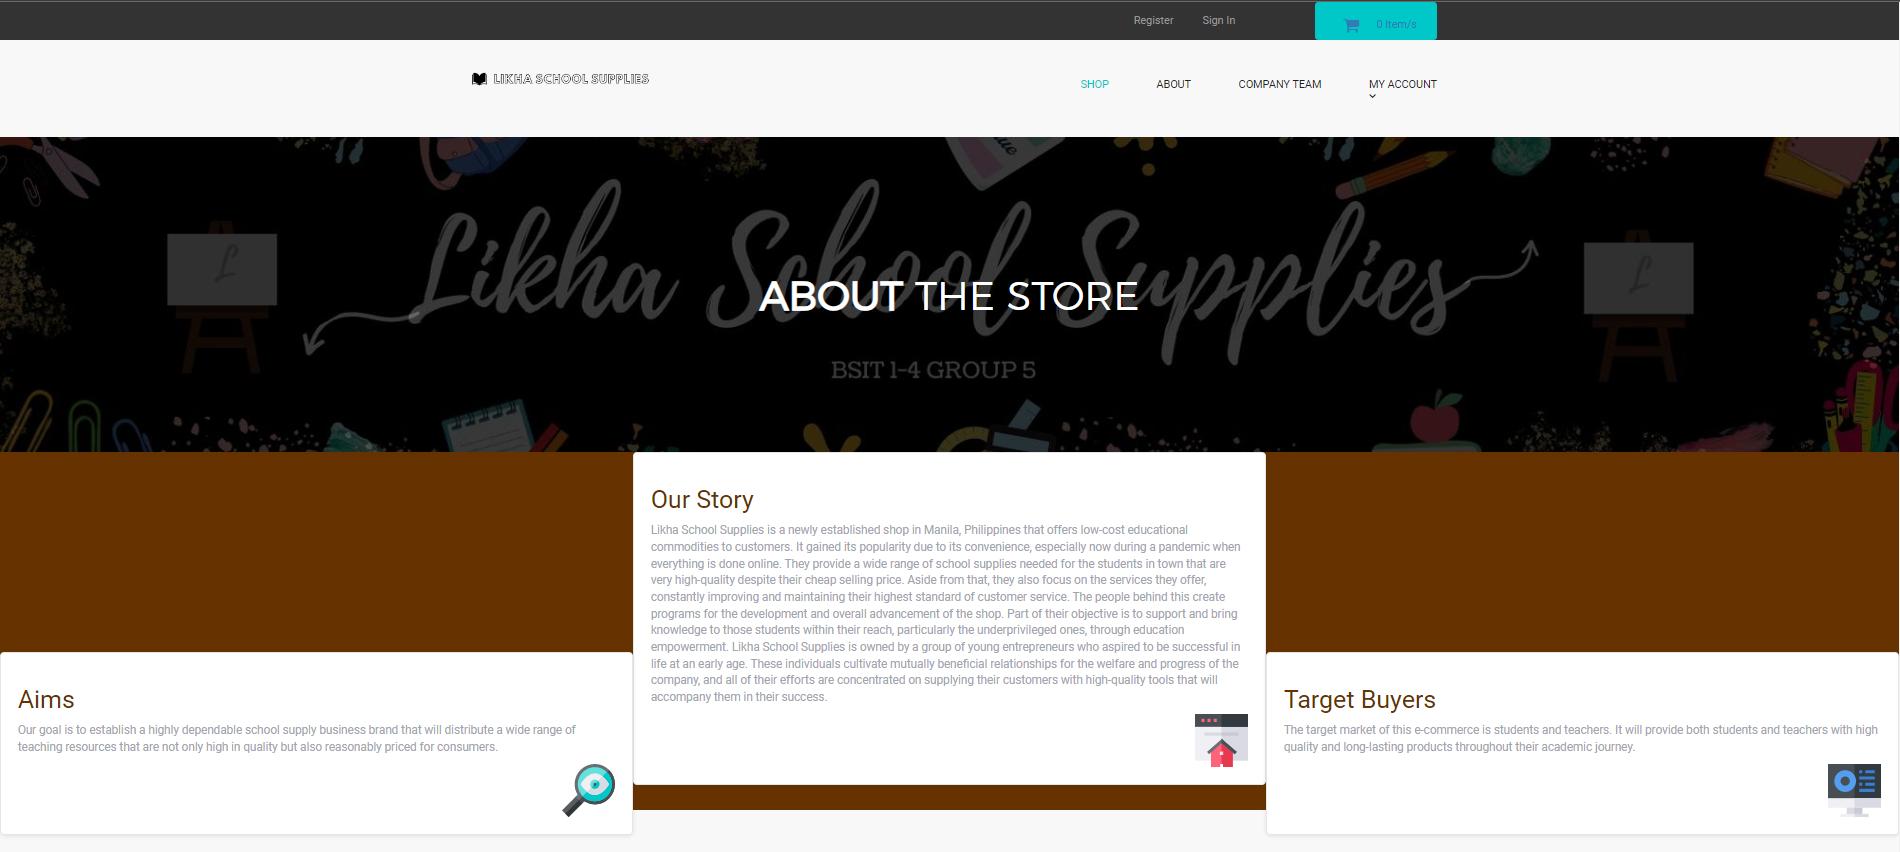 Register Sign In 0 Item/s
LIKHA SCHOOL SUPPLIES
SHOP ABOUT COMPANY TEAM MY ACCOUNT
ue
L
Likha School Supplies
L
ABOUT THE STORE
BSIT 1-4 GROUP 5
Our Story
Likha School Supplies is a newly established shop in Manila, Philippines that offers low-cost educational
commodities to customers. It gained its popularity due to its convenience, especially now during a pandemic when
everything is done online. They provide a wide range of school supplies needed for the students in town that are
very high-quality despite their cheap selling price. Aside from that, they also focus on the services they offer,
constantly improving and maintaining their highest standard of customer service. The people behind this create
programs for the development and overall advancement of the shop. Part of their objective is to support and bring
knowledge to those students within their reach, particularly the underprivileged ones, through education
empowerment. Likha School Supplies is owned by a group of young entrepreneurs who aspired to be successful in
life at an early age. These individuals cultivate mutually beneficial relationships for the welfare and progress of the
company, and all of their efforts are concentrated on supplying their customers with high-quality tools that will
accompany them in their success.
Aims
Our goal is to establish a highly dependable school supply business brand that will distribute a wide range of
teaching resources that are not only high in quality but also reasonably priced for consumers.
Target Buyers
The target market of this e-commerce is students and teachers. It will provide both students and teachers with high
quality and long-lasting products throughout their academic journey.